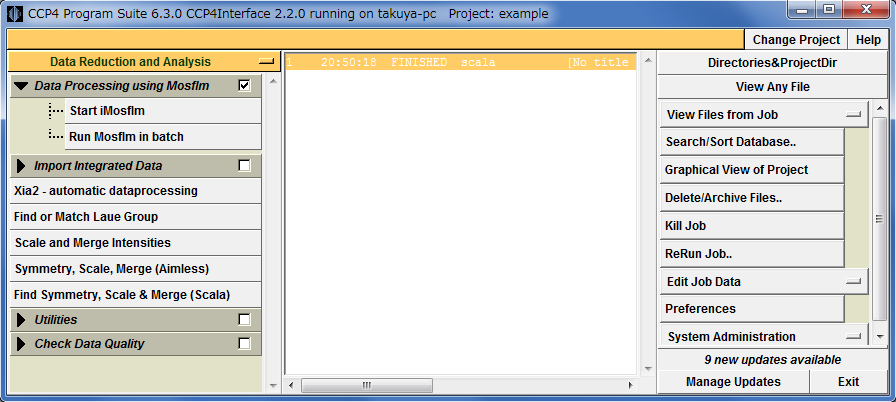 CCP4 Program Suite 6.3.0 CCP4Interface 2.2.0 running on takuya-pc Project: example
Change Project Help
Data Reduction and Analysis
Data Processing using Mosflm
Start iMosflm
Run Mosflm in batch
Import Integrated Data
Xia2 - automatic dataprocessing
Find or Match Laue Group
Scale and Merge Intensities
Symmetry, Scale, Merge (Aimless)
Find Symmetry, Scale & Merge (Scala)
Utilities
Check Data Quality
1 20:50:18 FINISHED scala [No title
Directories&ProjectDir
View Any File
View Files from Job
Search/Sort Database..
Graphical View of Project
Delete/Archive Files..
Kill Job
ReRun Job..
Edit Job Data
Preferences
System Administration
9 new updates available
Manage Updates Exit